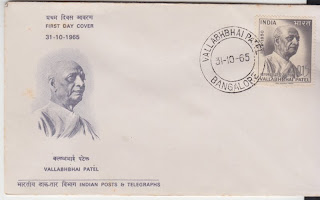 प्रथम दिवस आवरण
FIRST DAY COVER
31-10-1965
वल्लभभाई पटेल
VALLABHBHAI PATEL
भारतीय डाक-तार विभाग INDIAN POSTS & TELEGRAPHS
VALLABHBHAI PATEL
31-10-65
BANGALORE
INDIA भारत
VALLABHBHAI PATEL